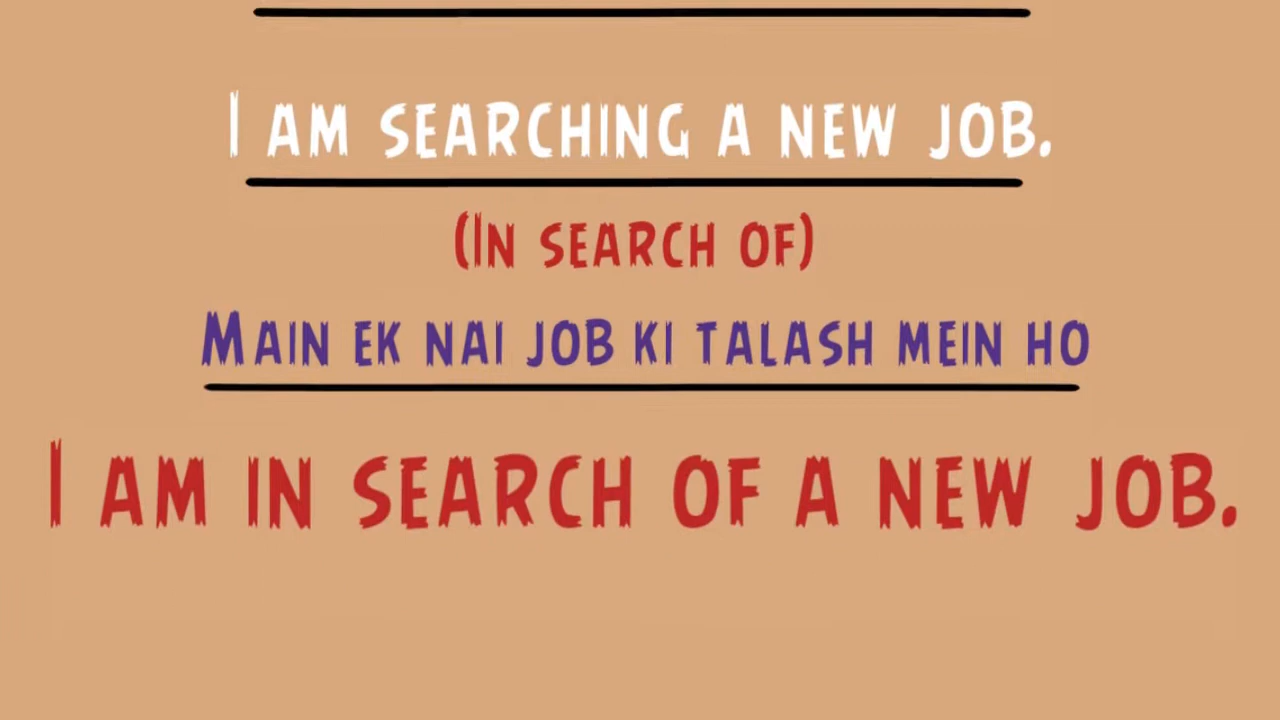 I am searching a new job.
(In search of)
Main ek nai job ki talash mein ho
I am in search of a new job.